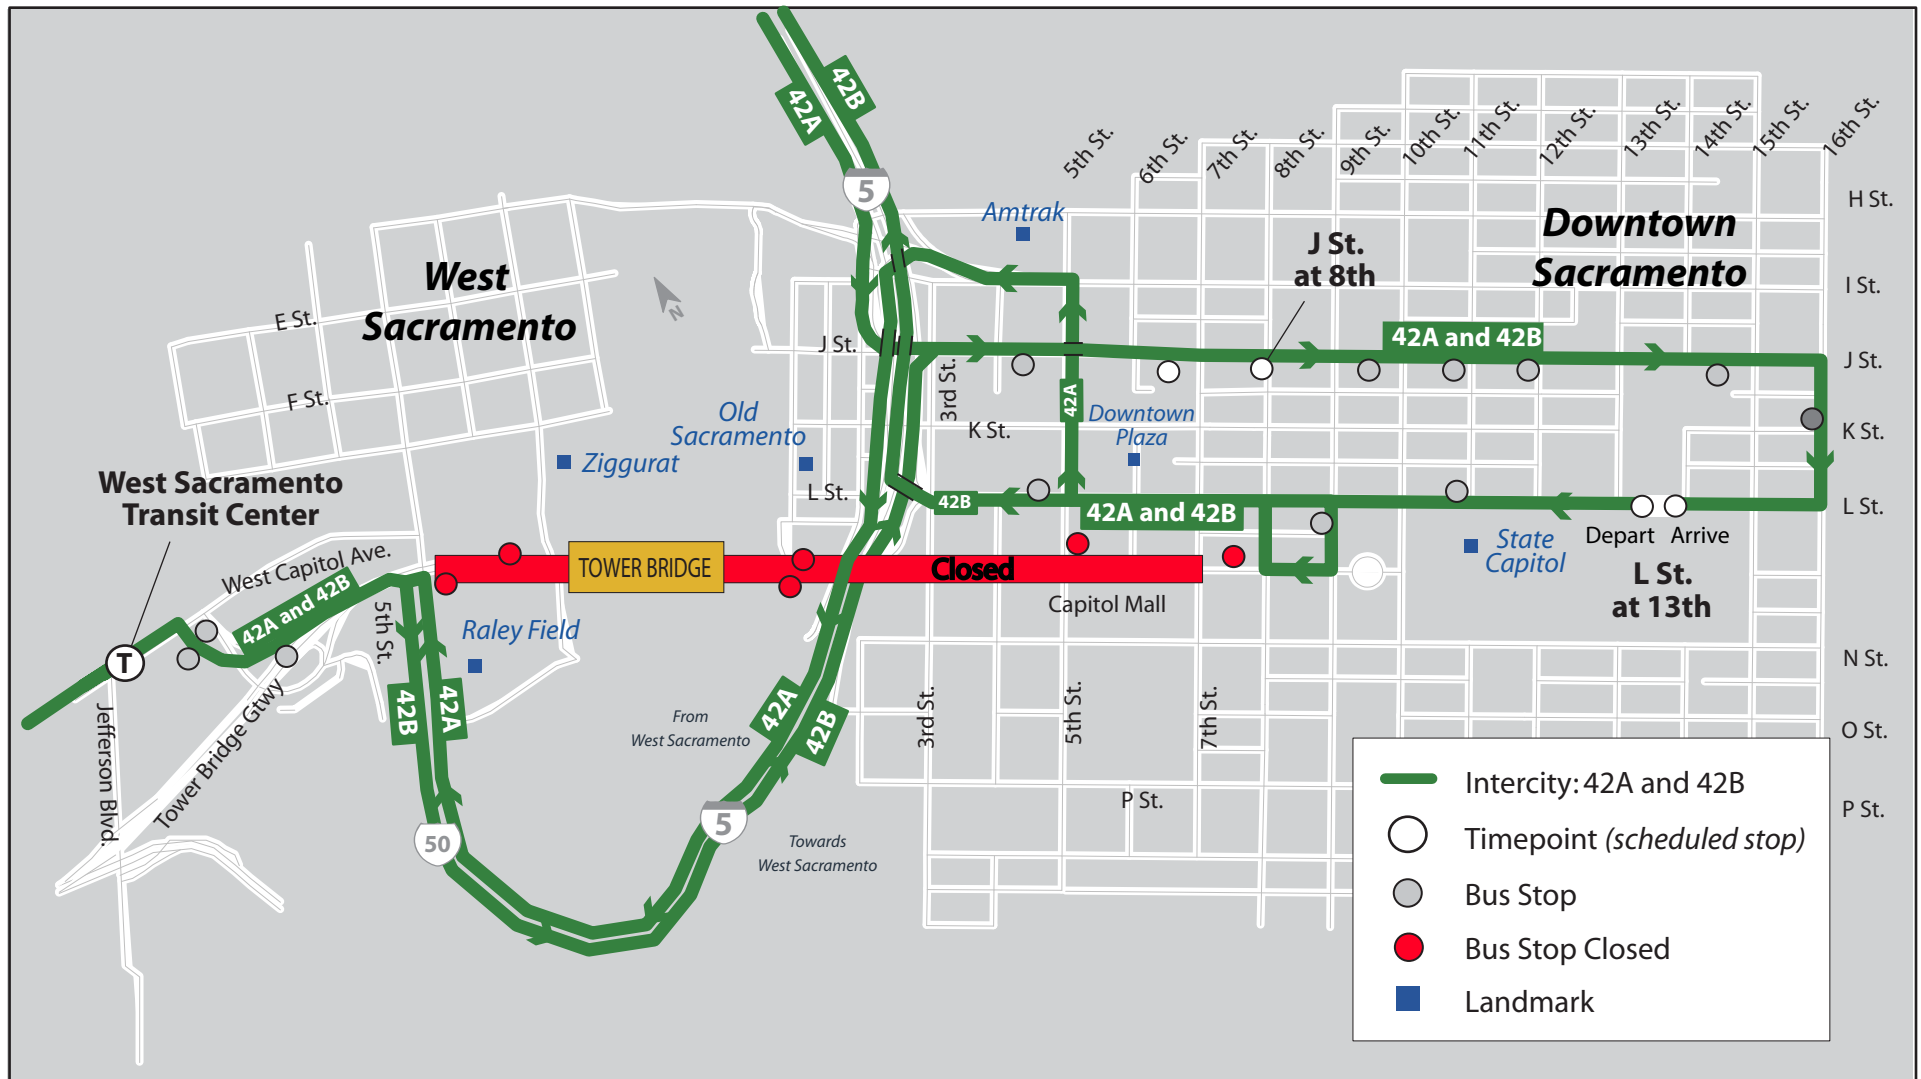 42A
42B
5
5th St.
6th St.
7th St.
8th St.
9th St.
10th St.
11th St.
12th St.
13th St.
14th St.
15th St.
16th St.
H St.
I St.
J St.
K St.
L St.
N St.
O St.
P St.
Amtrak
J St.
at 8th
Downtown
Sacramento
West
Sacramento
N
E St.
F St.
J St.
42A and 42B
3rd St.
42A
Downtown
Plaza
Old
Sacramento
K St.
Ziggurat
L St.
West Sacramento
Transit Center
42B
42A and 42B
Depart
Arrive
L St.
at 13th
State
Capitol
West Capitol Ave.
TOWER BRIDGE
Closed
Capitol Mall
42A and 42B
5th St.
Raley Field
T
Jefferson Blvd.
Tower Bridge Gtwy
42B
42A
From
West Sacramento
42A
42B
3rd St.
5th St.
7th St.
P St.
50
5
Towards
West Sacramento
Intercity: 42A and 42B
Timepoint (scheduled stop)
Bus Stop
Bus Stop Closed
Landmark